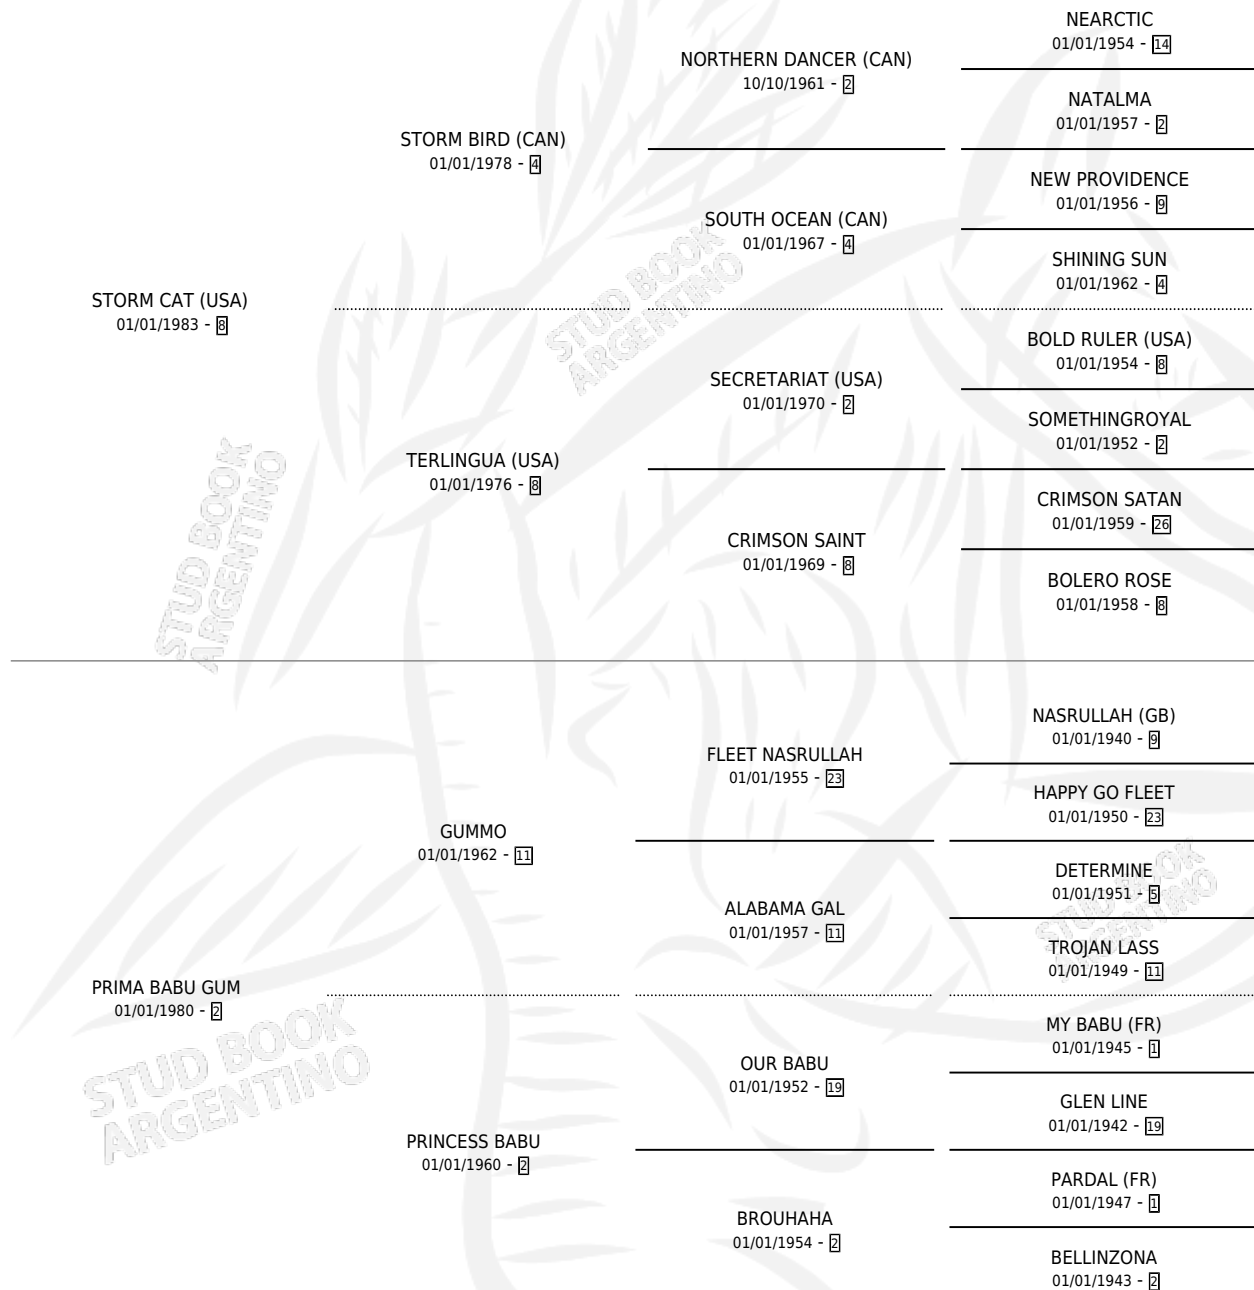 NEARCTIC
01/01/1954 - 14
NORTHERN DANCER (CAN)
10/10/1961 - 2
NATALMA
01/01/1957 - 2
STORM BIRD (CAN)
01/01/1978 - 4
NEW PROVIDENCE
01/01/1956 - 9
SOUTH OCEAN (CAN)
01/01/1967 - 4
SHINING SUN
01/01/1962 - 4
STORM CAT (USA)
01/01/1983 - 8
STUD BOOK
ARGENTINO
BOLD RULER (USA)
01/01/1954 - 8
SECRETARIAT (USA)
01/01/1970 - 2
SOMETHINGROYAL
01/01/1952 - 2
TERLINGUA (USA)
01/01/1976 - 8
CRIMSON SATAN
01/01/1959 - 26
CRIMSON SAINT
01/01/1969 - 8
BOLERO ROSE
01/01/1958 - 8
STUD BOOK
ARGENTINO
NASRULLAH (GB)
01/01/1940 - 9
FLEET NASRULLAH
01/01/1955 - 23
HAPPY GO FLEET
01/01/1950 - 23
GUMMO
01/01/1962 - 11
DETERMINE
01/01/1951 - 5
ALABAMA GAL
01/01/1957 - 11
STUD BOOK
ARGENTINO
TROJAN LASS
01/01/1949 - 11
PRIMA BABU GUM
01/01/1980 - 2
MY BABU (FR)
01/01/1945 - 1
OUR BABU
01/01/1952 - 19
STUD BOOK
ARGENTINO
GLEN LINE
01/01/1942 - 19
PRINCESS BABU
01/01/1960 - 2
PARDAL (FR)
01/01/1947 - 1
BROUHAHA
01/01/1954 - 2
BELLINZONA
01/01/1943 - 2